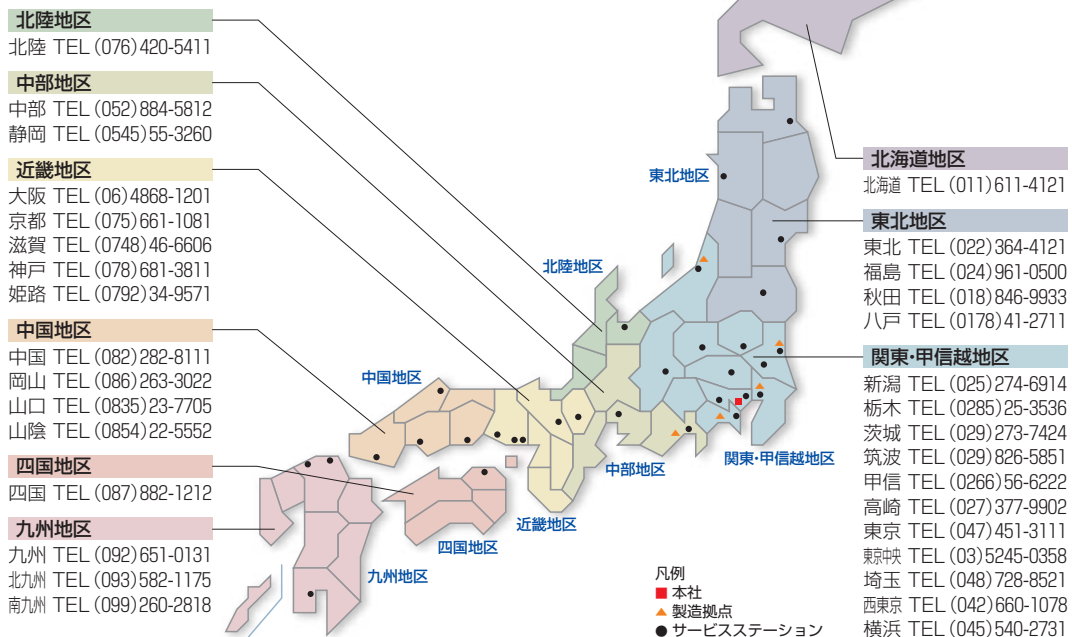 北陸地区
北陸 TEL (076)420-5411
中部地区
中部 TEL (052)884-5812
静岡 TEL (0545)55-3260
近畿地区
大阪 TEL (06)4868-1201
京都 TEL (075)661-1081
滋賀 TEL (0748)46-6606
神戸 TEL (078)681-3811
姫路 TEL (0792)34-9571
中国地区
中国 TEL (082)282-8111
岡山 TEL (086)263-3022
山口 TEL (0835)23-7705
山陰 TEL (0854)22-5552
四国地区
四国 TEL (087)882-1212
九州地区
九州 TEL (092)651-0131
北九州 TEL (093)582-1175
南九州 TEL (099)260-2818
東北地区
北陸地区
中国地区
中部地区
関東・甲信越地区
近畿地区
四国地区
九州地区
凡例
本社
製造拠点
サービスステーション
北海道地区
北海道 TEL (011)611-4121
東北地区
東北 TEL (022)364-4121
福島 TEL (024)961-0500
秋田 TEL (018)846-9933
八戸 TEL (0178)41-2711
関東・甲信越地区
新潟 TEL (025)274-6914
栃木 TEL (0285)25-3536
茨城 TEL (029)273-7424
筑波 TEL (029)826-5851
甲信 TEL (0266)56-6222
高崎 TEL (027)377-9902
東京 TEL (047)451-3111
東京中央 TEL (03)5245-0358
埼玉 TEL (048)728-8521
西東京 TEL (042)660-1078
横浜 TEL (045)540-2731